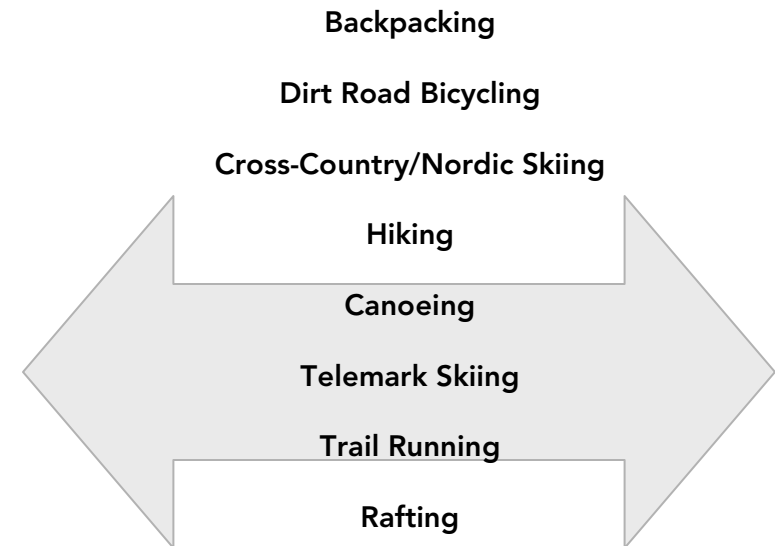 Backpacking
Dirt Road Bicycling
Cross-Country/Nordic Skiing
Hiking
Canoeing
Telemark Skiing
Trail Running
Rafting